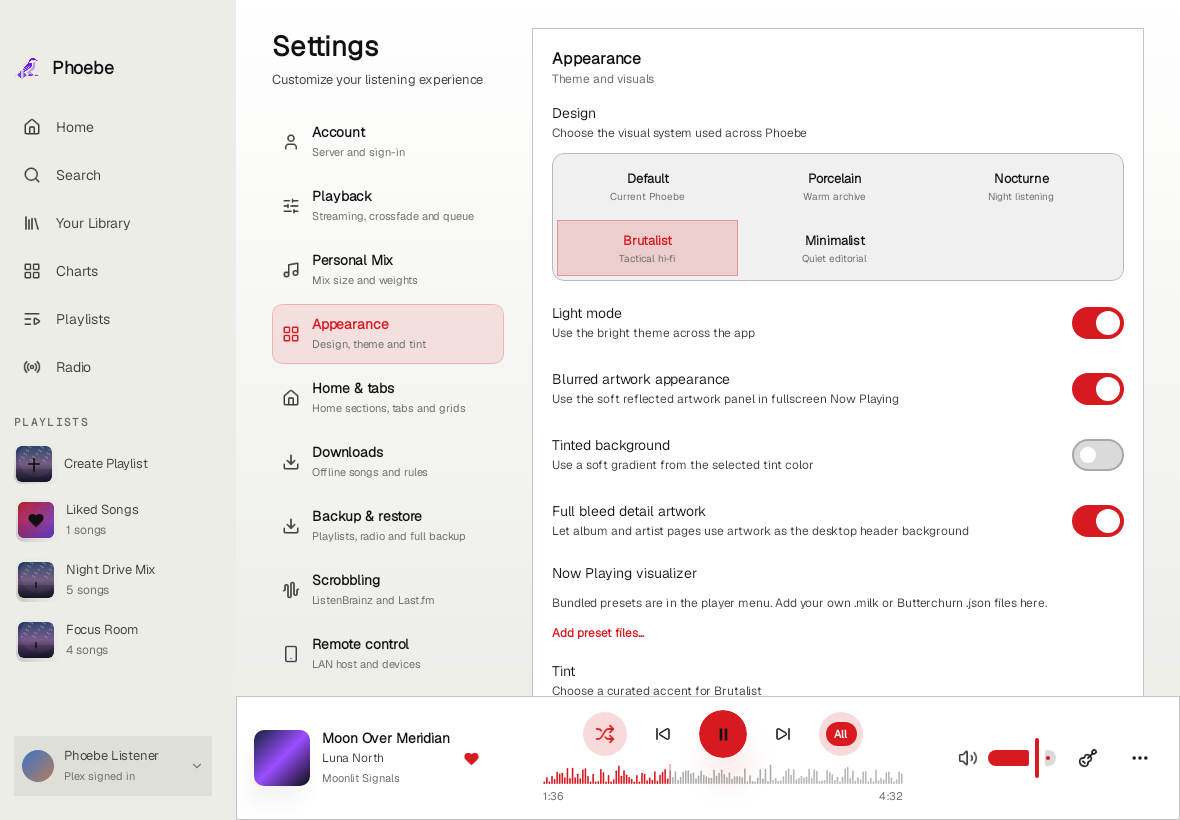 Phoebe
Home
Search
Your Library
Charts
Playlists
Radio
PLAYLISTS
Create Playlist
Liked Songs
1 songs
Night Drive Mix
5 songs
Focus Room
4 songs
Phoebe Listener
Plex signed in
Settings
Customize your listening experience
Account
Server and sign-in
Playback
Streaming, crossfade and queue
Personal Mix
Mix size and weights
Appearance
Design, theme and tint
Home & tabs
Home sections, tabs and grids
Downloads
Offline songs and rules
Backup & restore
Playlists, radio and full backup
Scrobbling
ListenBrainz and Last.fm
Remote control
LAN host and devices
Appearance
Theme and visuals
Design
Choose the visual system used across Phoebe
Default
Current Phoebe
Porcelain
Warm archive
Nocturne
Night listening
Brutalist
Tactical hi-fi
Minimalist
Quiet editorial
Light mode
Use the bright theme across the app
Blurred artwork appearance
Use the soft reflected artwork panel in fullscreen Now Playing
Tinted background
Use a soft gradient from the selected tint color
Full bleed detail artwork
Let album and artist pages use artwork as the desktop header background
Now Playing visualizer
Bundled presets are in the player menu. Add your own .milk or Butterchurn .json files here.
Add preset files...
Tint
Choose a curated accent for Brutalist
Moon Over Meridian
Luna North
Moonlit Signals
All
1:36
4:32